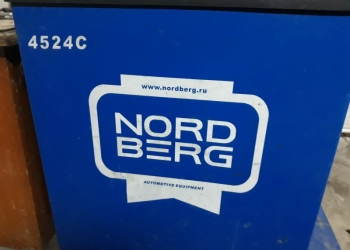 4524C
www.nordberg.ru
NORD
BERG
AUTOMOTIVE EQUIPMENT